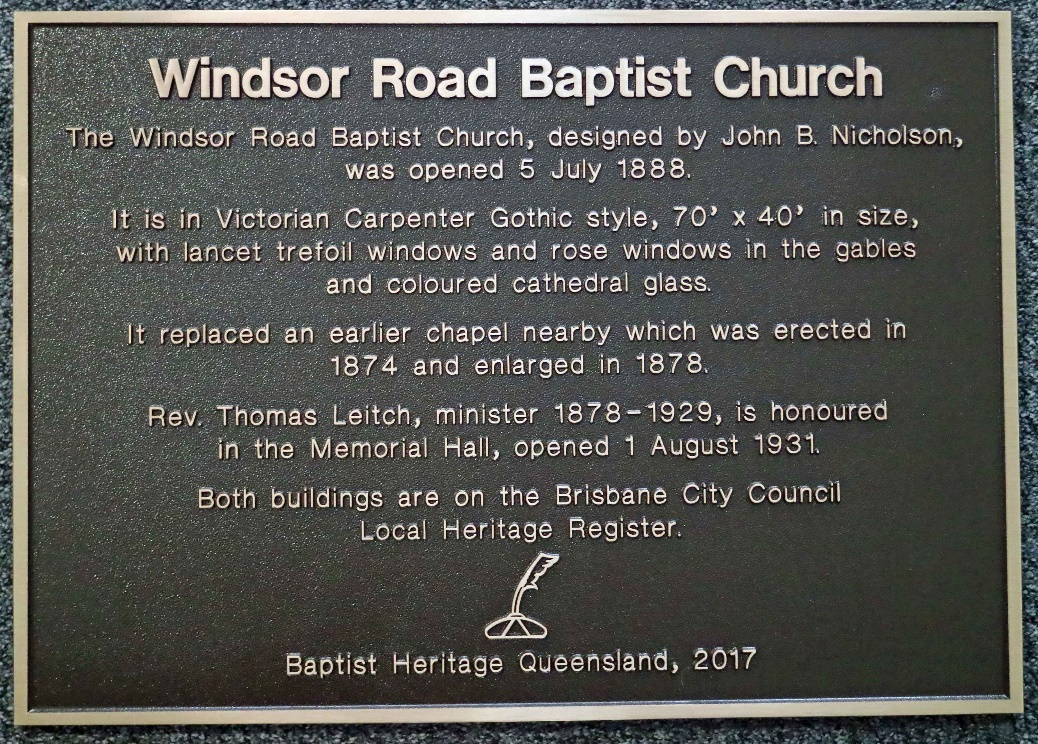 Windsor Road Baptist Church
The Windsor Road Baptist Church, designed by John B. Nicholson,
was opened 5 July 1888.
It is in Victorian Carpenter Gothic style, 70' x 40' in size,
with lancet trefoil windows and rose windows in the gables
and coloured cathedral glass.
It replaced an earlier chapel nearby which was erected in
1874 and enlarged in 1878.
Rev. Thomas Leitch, minister 1878-1929, is honoured
in the Memorial Hall, opened 1 August 1931.
Both buildings are on the Brisbane City Council
Local Heritage Register.
Baptist Heritage Queensland, 2017